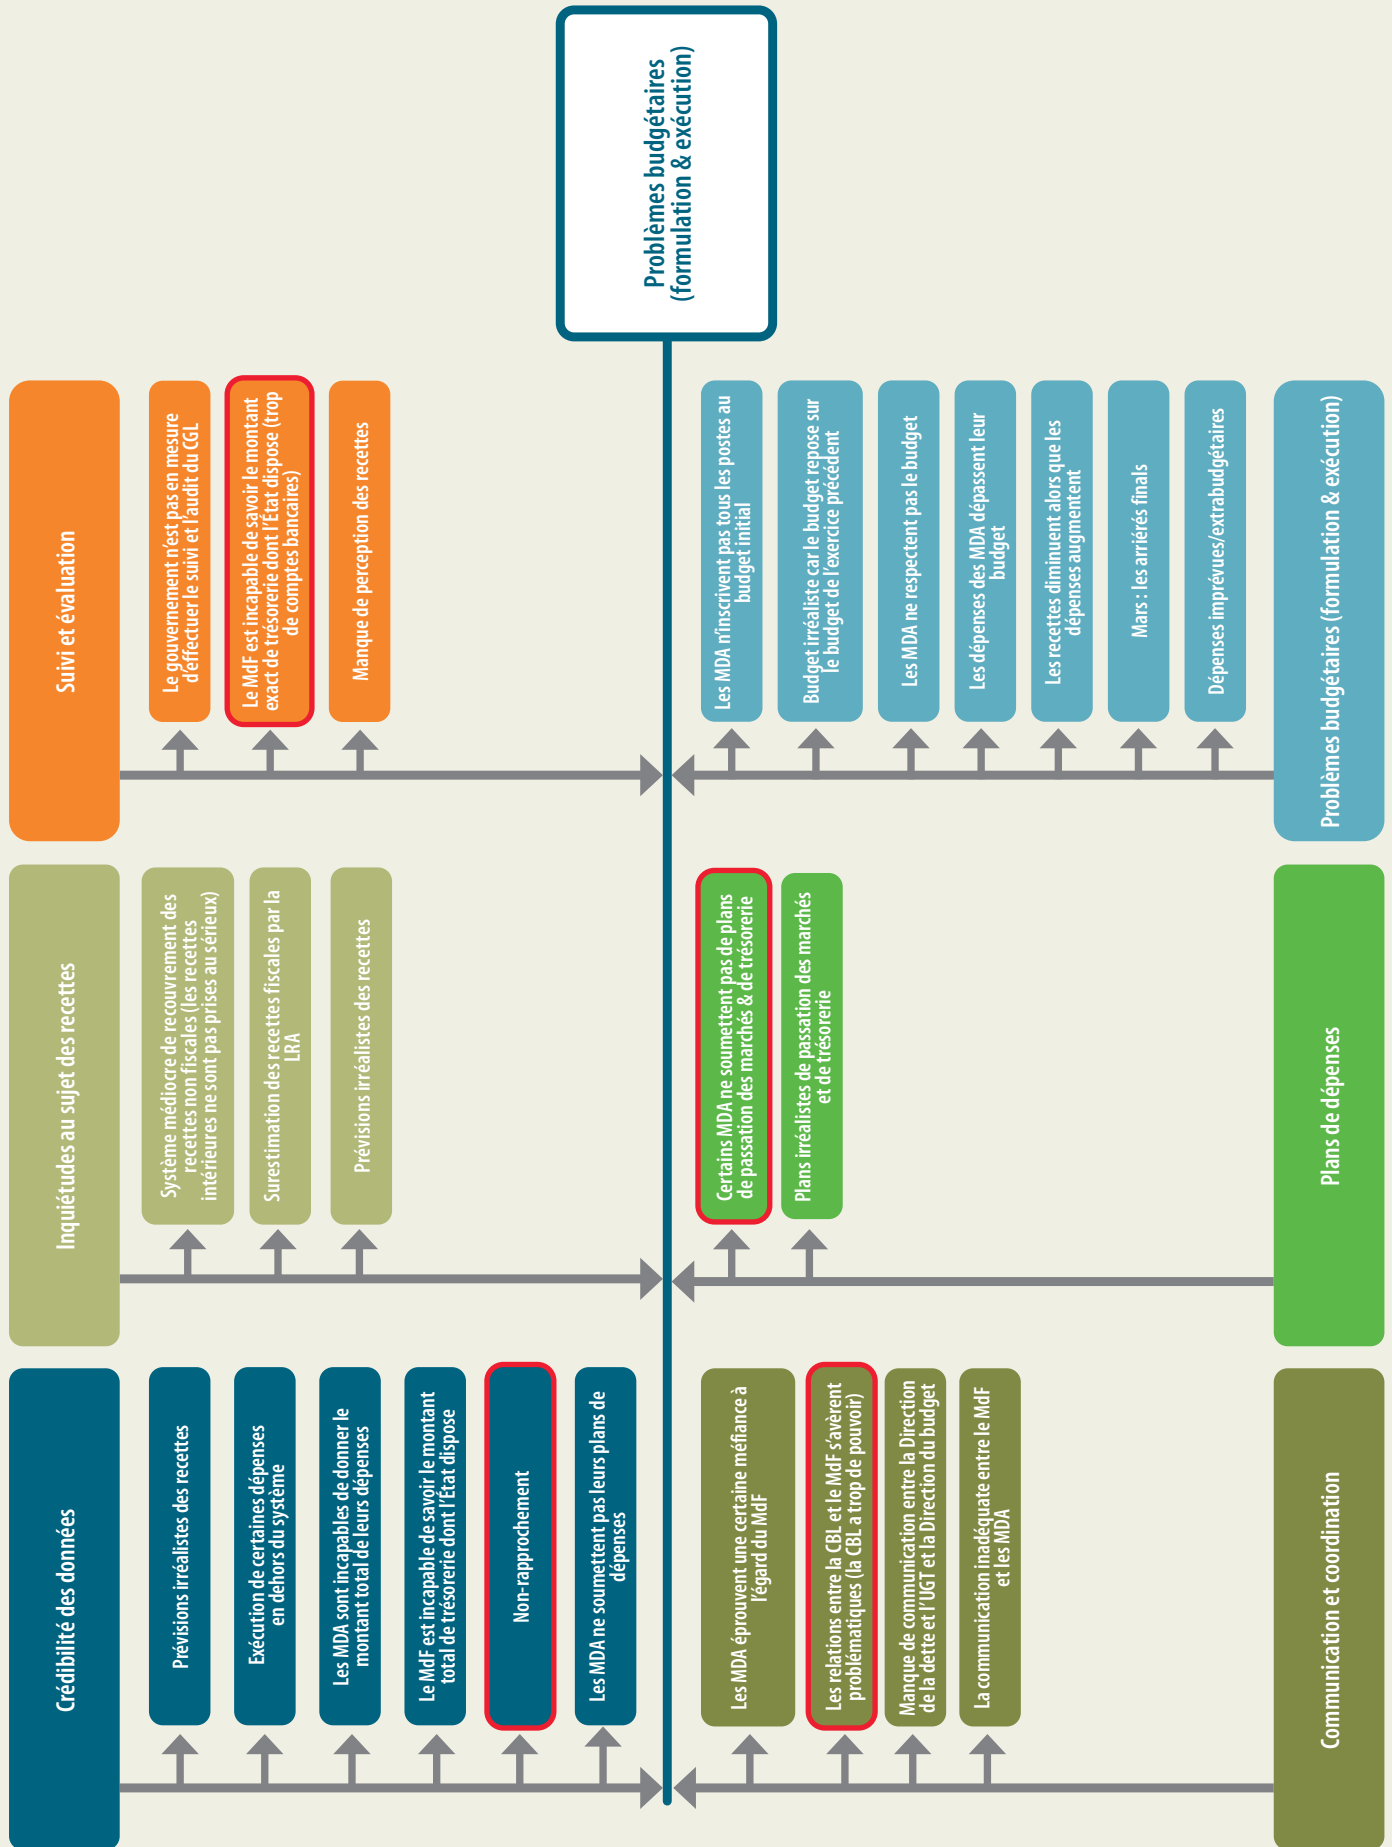 Crédibilité des données
Prévisions irréalistes des recettes
Exécution de certaines dépenses
en dehors du système
Les MDA sont incapables de donner le
montant total de leurs dépenses
Le MdF est incapable de savoir le montant
total de trésorerie dont l'État dispose
Non-rapprochement
Les MDA ne soumettent pas leurs plans de
dépenses
Inquiétudes au sujet des recettes
Système médiocre de recouvrement des
recettes non fiscales (les recettes
intérieures ne sont pas prises au sérieux)
Surestimation des recettes fiscales par la
LRA
Prévisions irréalistes des recettes
Suivi et évaluation
Le gouvernement n'est pas en mesure
d'effectuer le suivi et l'audit du CGL
Le MdF est incapable de savoir le montant
exact de trésorerie dont l'État dispose (trop
de comptes bancaires)
Manque de perception des recettes
Problèmes budgétaires
(formulation & exécution)
Les MDA éprouvent une certaine méfiance à
l'égard du MdF
Les relations entre la CBL et le MdF s'avèrent
problématiques (la CBL a trop de pouvoir)
Manque de communication entre la Direction
de la dette et l'UGT et la Direction du budget
La communication inadéquate entre le MdF
et les MDA
Communication et coordination
Certains MDA ne soumettent pas de plans
de passation des marchés & de trésorerie
Plans irréalistes de passation des marchés
et de trésorerie
Plans de dépenses
Les MDA n'inscrivent pas tous les postes au
budget initial
Budget irréaliste car le budget repose sur
le budget de l'exercice précédent
Les MDA ne respectent pas le budget
Les dépenses des MDA dépassent leur
budget
Les recettes diminuent alors que les
dépenses augmentent
Mars : les arriérés finals
Dépenses imprévues/extrabudgétaires
Problèmes budgétaires (formulation & exécution)